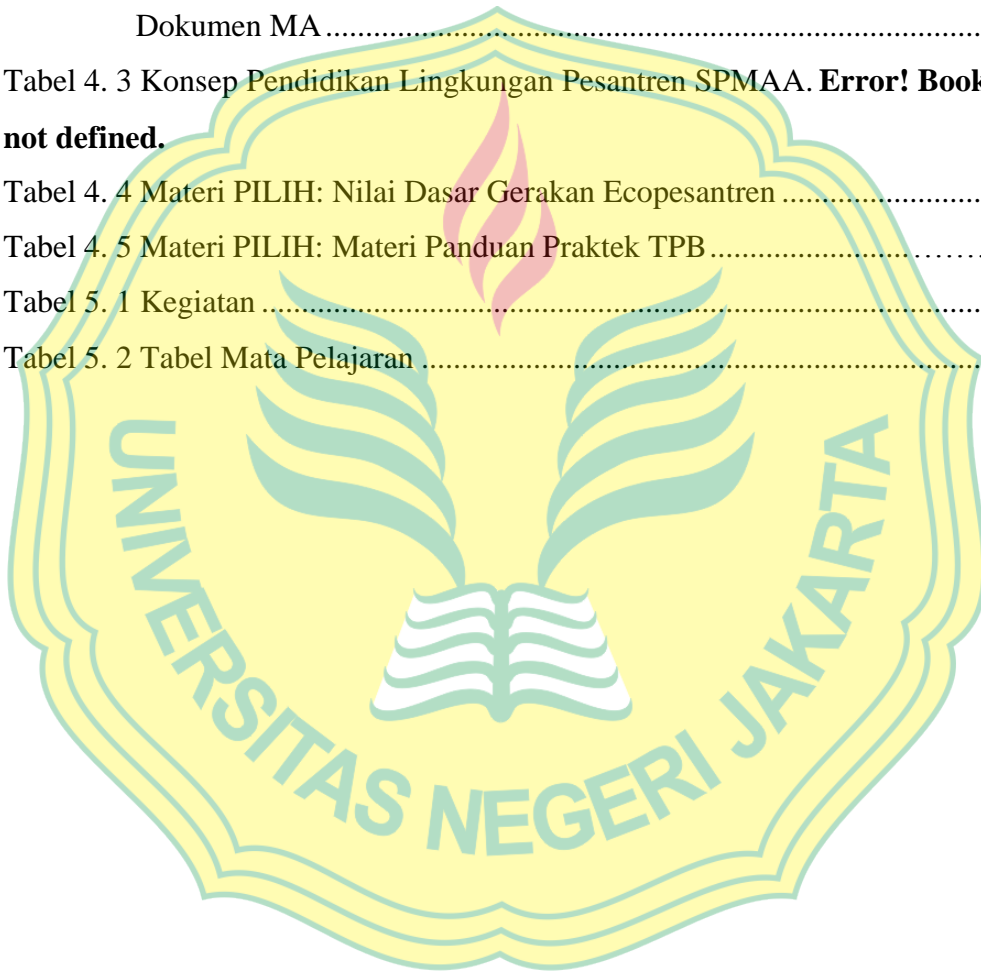 Dokumen MA........................................................................................
Tabel 4. 3 Konsep Pendidikan Lingkungan Pesantren SPMAA. Error! Book
not defined.
Tabel 4. 4 Materi PILIH: Nilai Dasar Gerakan Ecopesantren ......................
Tabel 4. 5 Materi PILIH: Materi Panduan Praktek TPB..............................
Tabel 5. 1 Kegiatan ..................................................................................
Tabel 5. 2 Tabel Mata Pelajaran ................................................................
UNIVERSITAS NEGERI JAKARTA